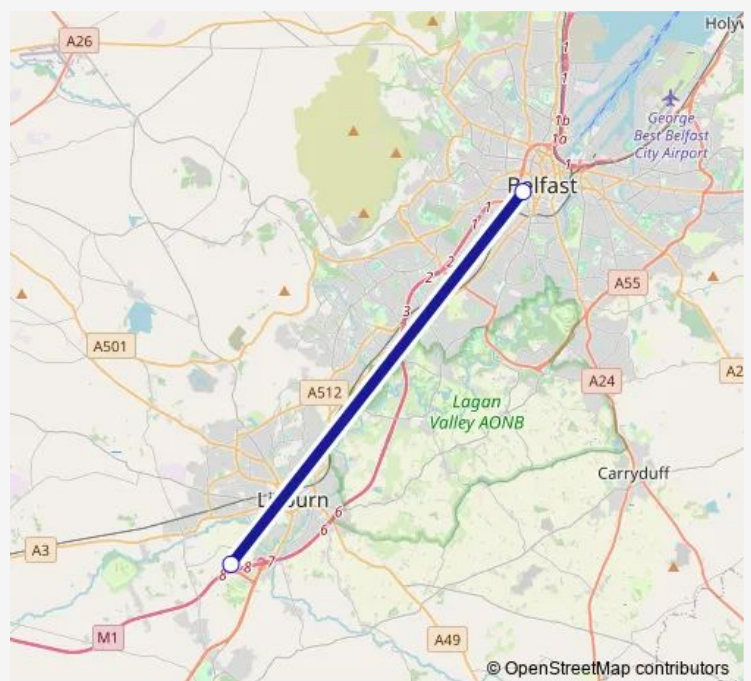 A26
Holyw
1
1
1b
1a
1
George
Best Belfast
City Airport
Belfast
1
1
2
2
3
A55
A501
A512
A24
A2
Lagan
Valley AONB
Carryduff
Lisburn
6
6
A3
7
8
8
M1
A49
© OpenStreetMap contributors